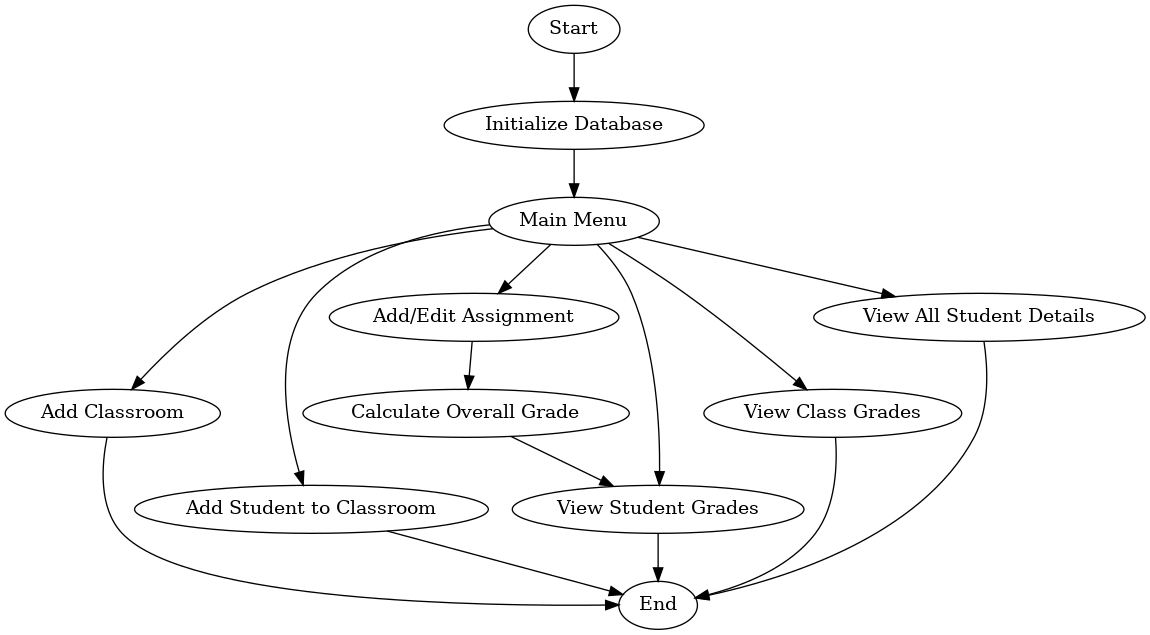 Start
Initialize Database
Main Menu
Add/Edit Assignment
View All Student Details
Add Classroom
Calculate Overall Grade
View Class Grades
Add Student to Classroom
View Student Grades
End